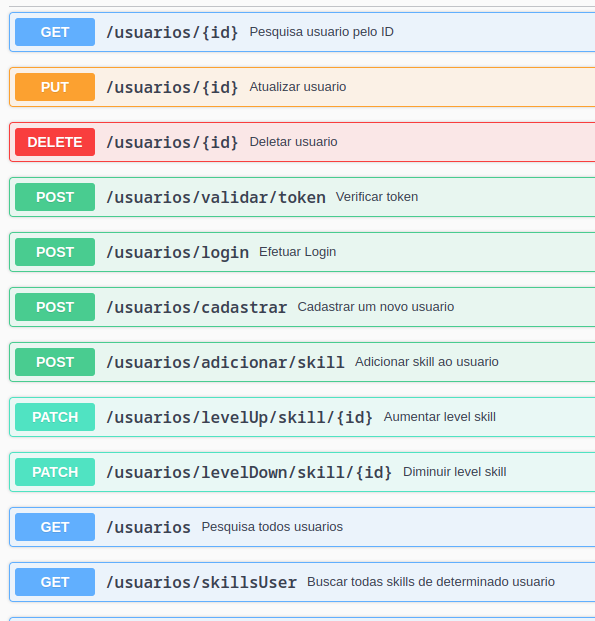 GET /usuarios/{id} Pesquisa usuario pelo ID
PUT /usuarios/{id} Atualizar usuario
DELETE /usuarios/{id} Deletar usuario
POST /usuarios/validar/token Verificar token
POST /usuarios/login Efetuar Login
POST /usuarios/cadastrar Cadastrar um novo usuario
POST /usuarios/adicionar/skill Adicionar skill ao usuario
PATCH /usuarios/levelUp/skill/{id} Aumentar level skill
PATCH /usuarios/levelDown/skill/{id} Diminuir level skill
GET /usuarios Pesquisa todos usuarios
GET /usuarios/skillsUser Buscar todas skills de determinado usuario